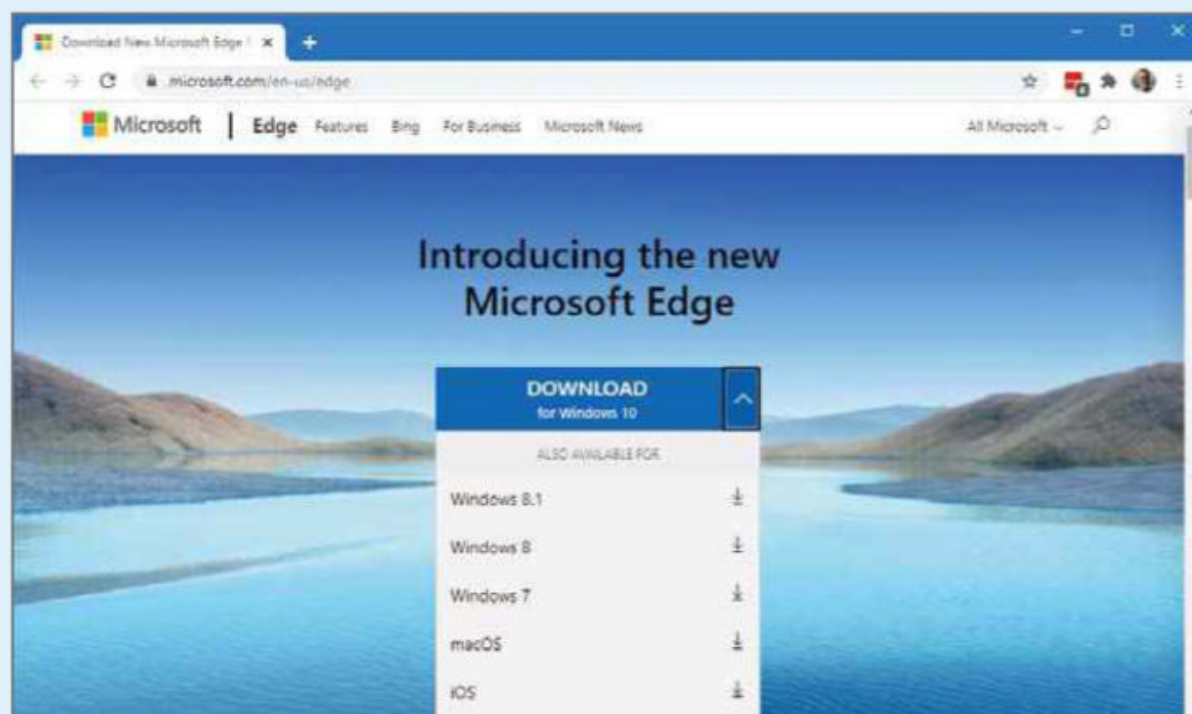 Download New Microsoft Edge
microsoft.com/en-us/edge
Microsoft | Edge Features Bing For Business Microsoft News All Microsoft
Introducing the new
Microsoft Edge
DOWNLOAD
for Windows 10
ALSO AVAILABLE FOR
Windows 8.1
Windows 8
Windows 7
macOS
iOS